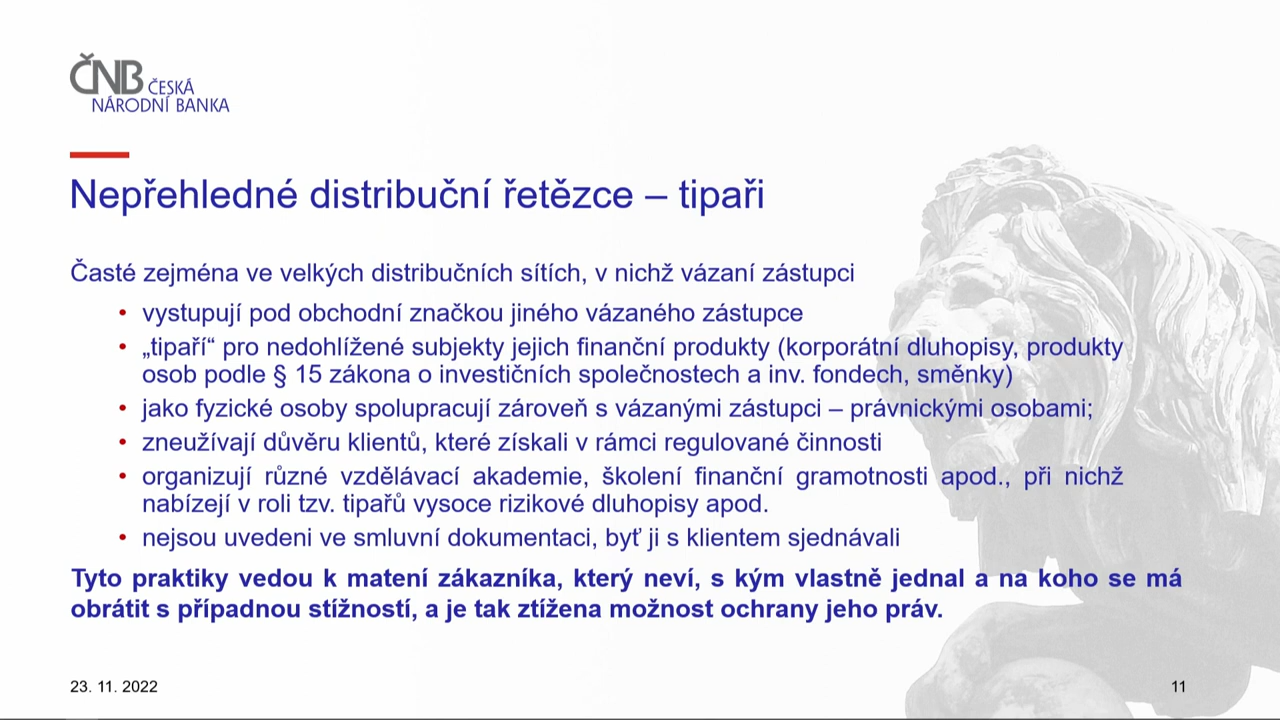 ČNB ČESKÁ
NÁRODNÍ BANKA
Nepřehledné distribuční řetězce – tipaři
Časté zejména ve velkých distribučních sítích, v nichž vázaní zástupci
• vystupují pod obchodní značkou jiného vázaného zástupce
• „tipaří“ pro nedohlížené subjekty jejich finanční produkty (korporátní dluhopisy, produkty
osob podle § 15 zákona o investičních společnostech a inv. fondech, směnky)
• jako fyzické osoby spolupracují zároveň s vázanými zástupci – právnickými osobami;
• zneužívají důvěru klientů, které získali v rámci regulované činnosti
• organizují různé vzdělávací akademie, školení finanční gramotnosti apod., při nichž
nabízejí v roli tzv. tipařů vysoce rizikové dluhopisy apod.
• nejsou uvedeni ve smluvní dokumentaci, byť ji s klientem sjednávali
Tyto praktiky vedou k matení zákazníka, který neví, s kým vlastně jednal a na koho se má
obrátit s případnou stížností, a je tak ztížena možnost ochrany jeho práv.
23. 11. 2022
11